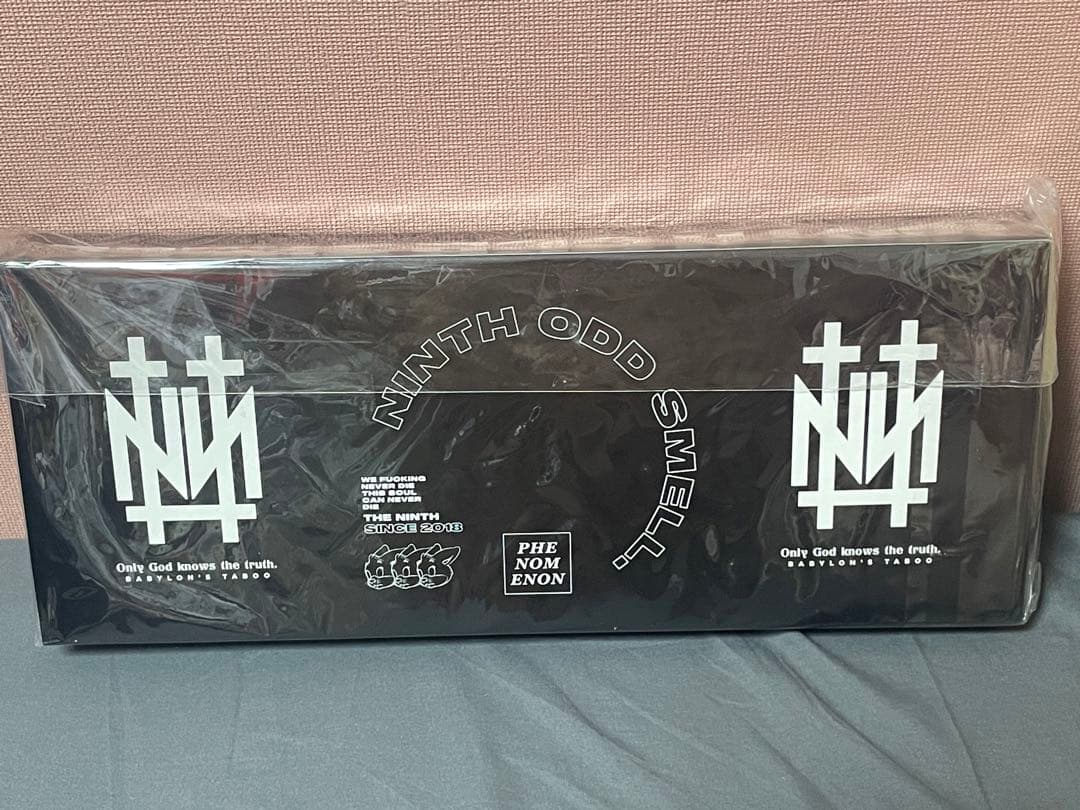 NINTH ODD SMELL.
Only God knows the truth.
BABYLON'S TABOO
WE FUCKING
NEVER DIE
THIS SOUL
CAN NEVER
DIE
THE NINTH
SINCE 2018
PHE
NOM
ENON
Only God knows the truth.
BABYLON'S TABOO